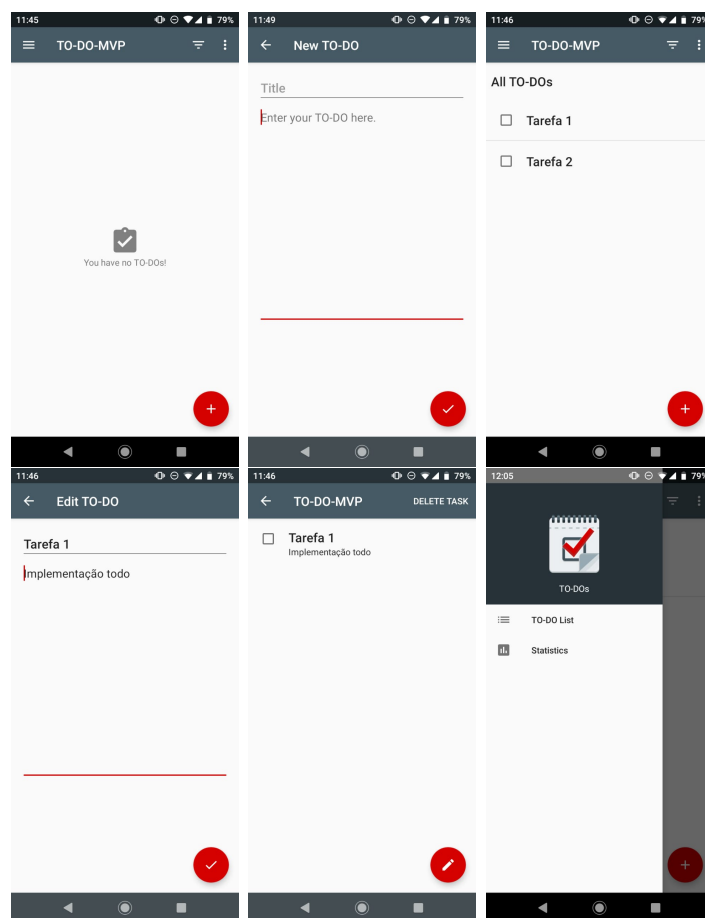 11:45
79%
TO-DO-MVP
You have no TO-DOs!
11:49
79%
New TO-DO
Title
Enter your TO-DO here.
11:46
79%
TO-DO-MVP
All TO-DOs
Tarefa 1
Tarefa 2
11:46
79%
Edit TO-DO
Tarefa 1
Implementação todo
11:46
79%
TO-DO-MVP
DELETE TASK
Tarefa 1
Implementação todo
12:05
79%
TO-DOs
TO-DO List
Statistics